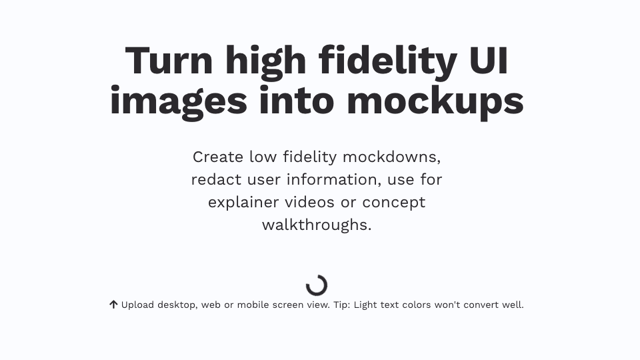 Turn high fidelity UI
images into mockups
Create low fidelity mockdowns,
redact user information, use for
explainer videos or concept
walkthroughs.
Upload desktop, web or mobile screen view. Tip: Light text colors won't convert well.